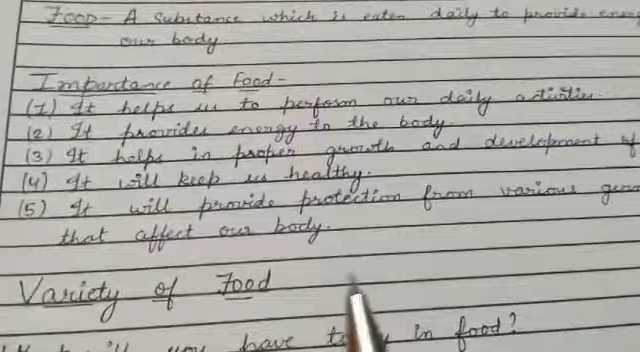 Food - A substance which is eaten daily to provide
our body
Importance of Food -
(1) It helps us to perform our daily activities.
(2) It provides energy to the body.
(3) It helps in proper growth and development of
(4) It will keep us healthy.
(5) It will provide protection from various
that affect our body.
Variety of Food
you have in food?